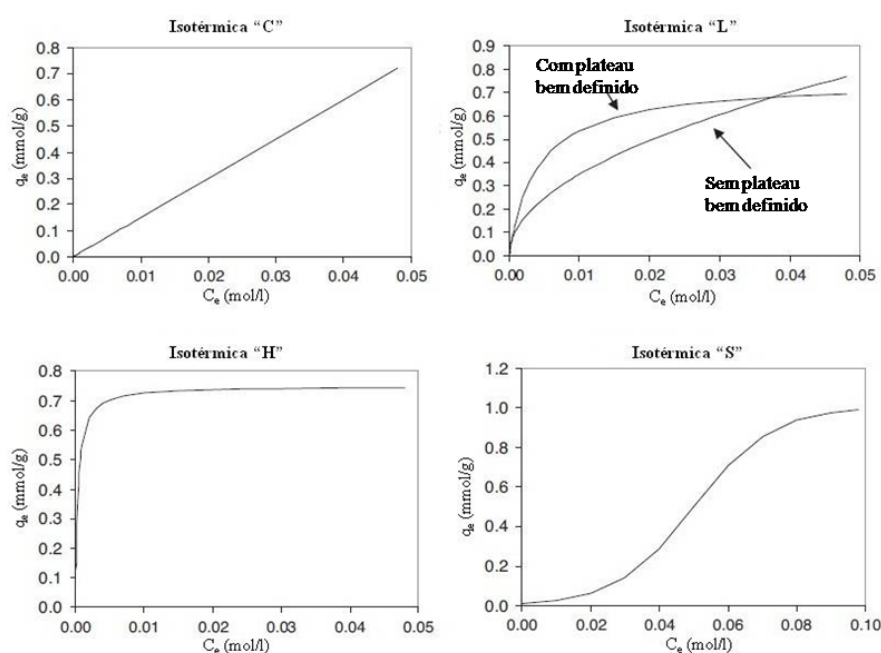 Isotérmica “C”
0.8
0.7
0.6
0.5
0.4
0.3
0.2
0.1
0.0
qe (mmol/g)
0.00 0.01 0.02 0.03 0.04 0.05
Ce (mol/l)
Isotérmica “L”
0.9
0.8
0.7
0.6
0.5
0.4
0.3
0.2
0.1
0.0
qe (mmol/g)
Com plateau
bem definido
Sem plateau
bem definido
0.00 0.01 0.02 0.03 0.04 0.05
Ce (mol/l)
Isotérmica “H”
0.8
0.7
0.6
0.5
0.4
0.3
0.2
0.1
0.0
qe (mmol/g)
0.00 0.01 0.02 0.03 0.04 0.05
Ce (mol/l)
Isotérmica “S”
1.2
1.0
0.8
0.6
0.4
0.2
0.0
qe (mmol/g)
0.00 0.02 0.04 0.06 0.08 0.10
Ce (mol/l)